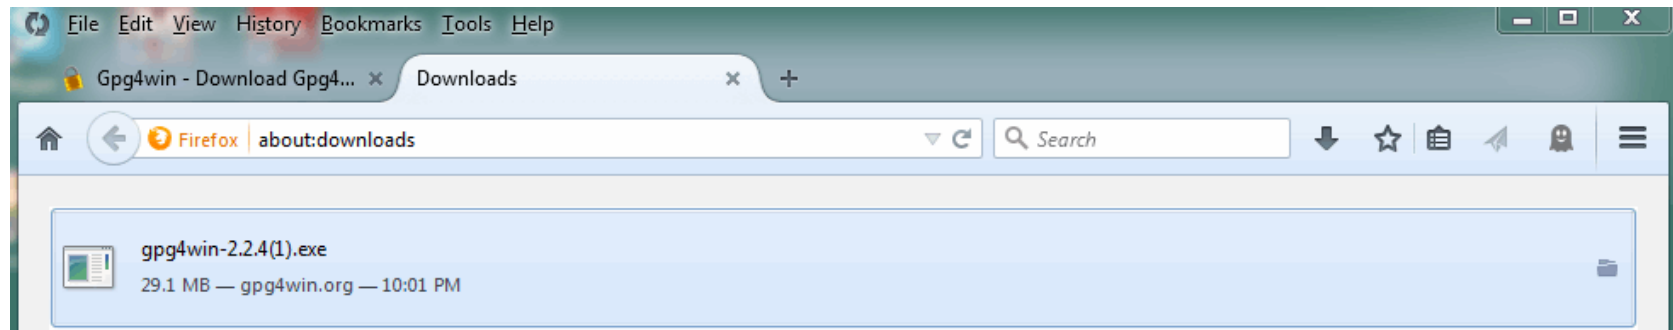 File Edit View History Bookmarks Tools Help
Gpg4win - Download Gpg4... Downloads
Firefox about:downloads Search
gpg4win-2.2.4(1).exe
29.1 MB — gpg4win.org — 10:01 PM